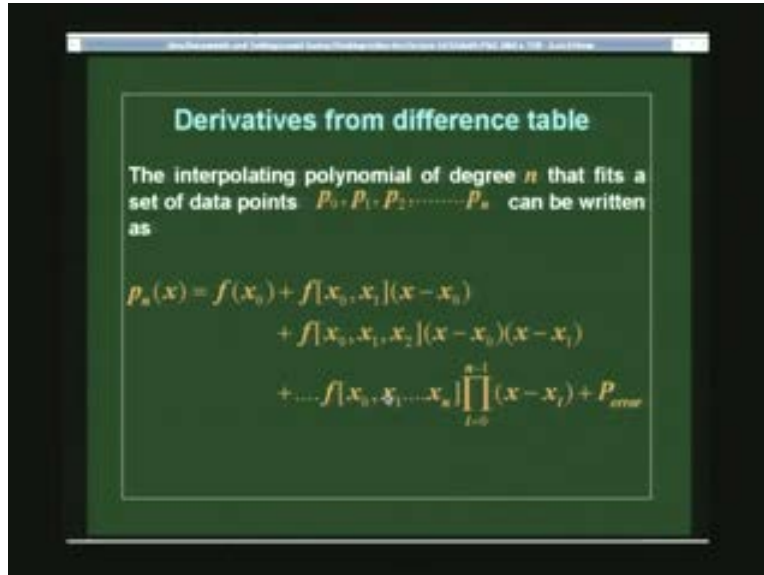 Derivatives from difference table
The interpolating polynomial of degree n that fits a
set of data points P₀, P₁, P₂, ........ Pₙ can be written
as
pₙ(x) = f(x₀) + f[x₀, x₁](x − x₀)
+ f[x₀, x₁, x₂](x − x₀)(x − x₁)
+ .... f[x₀, x₁ .... xₙ] ∏_{i=0}^{n−1} (x − xᵢ) + P_error